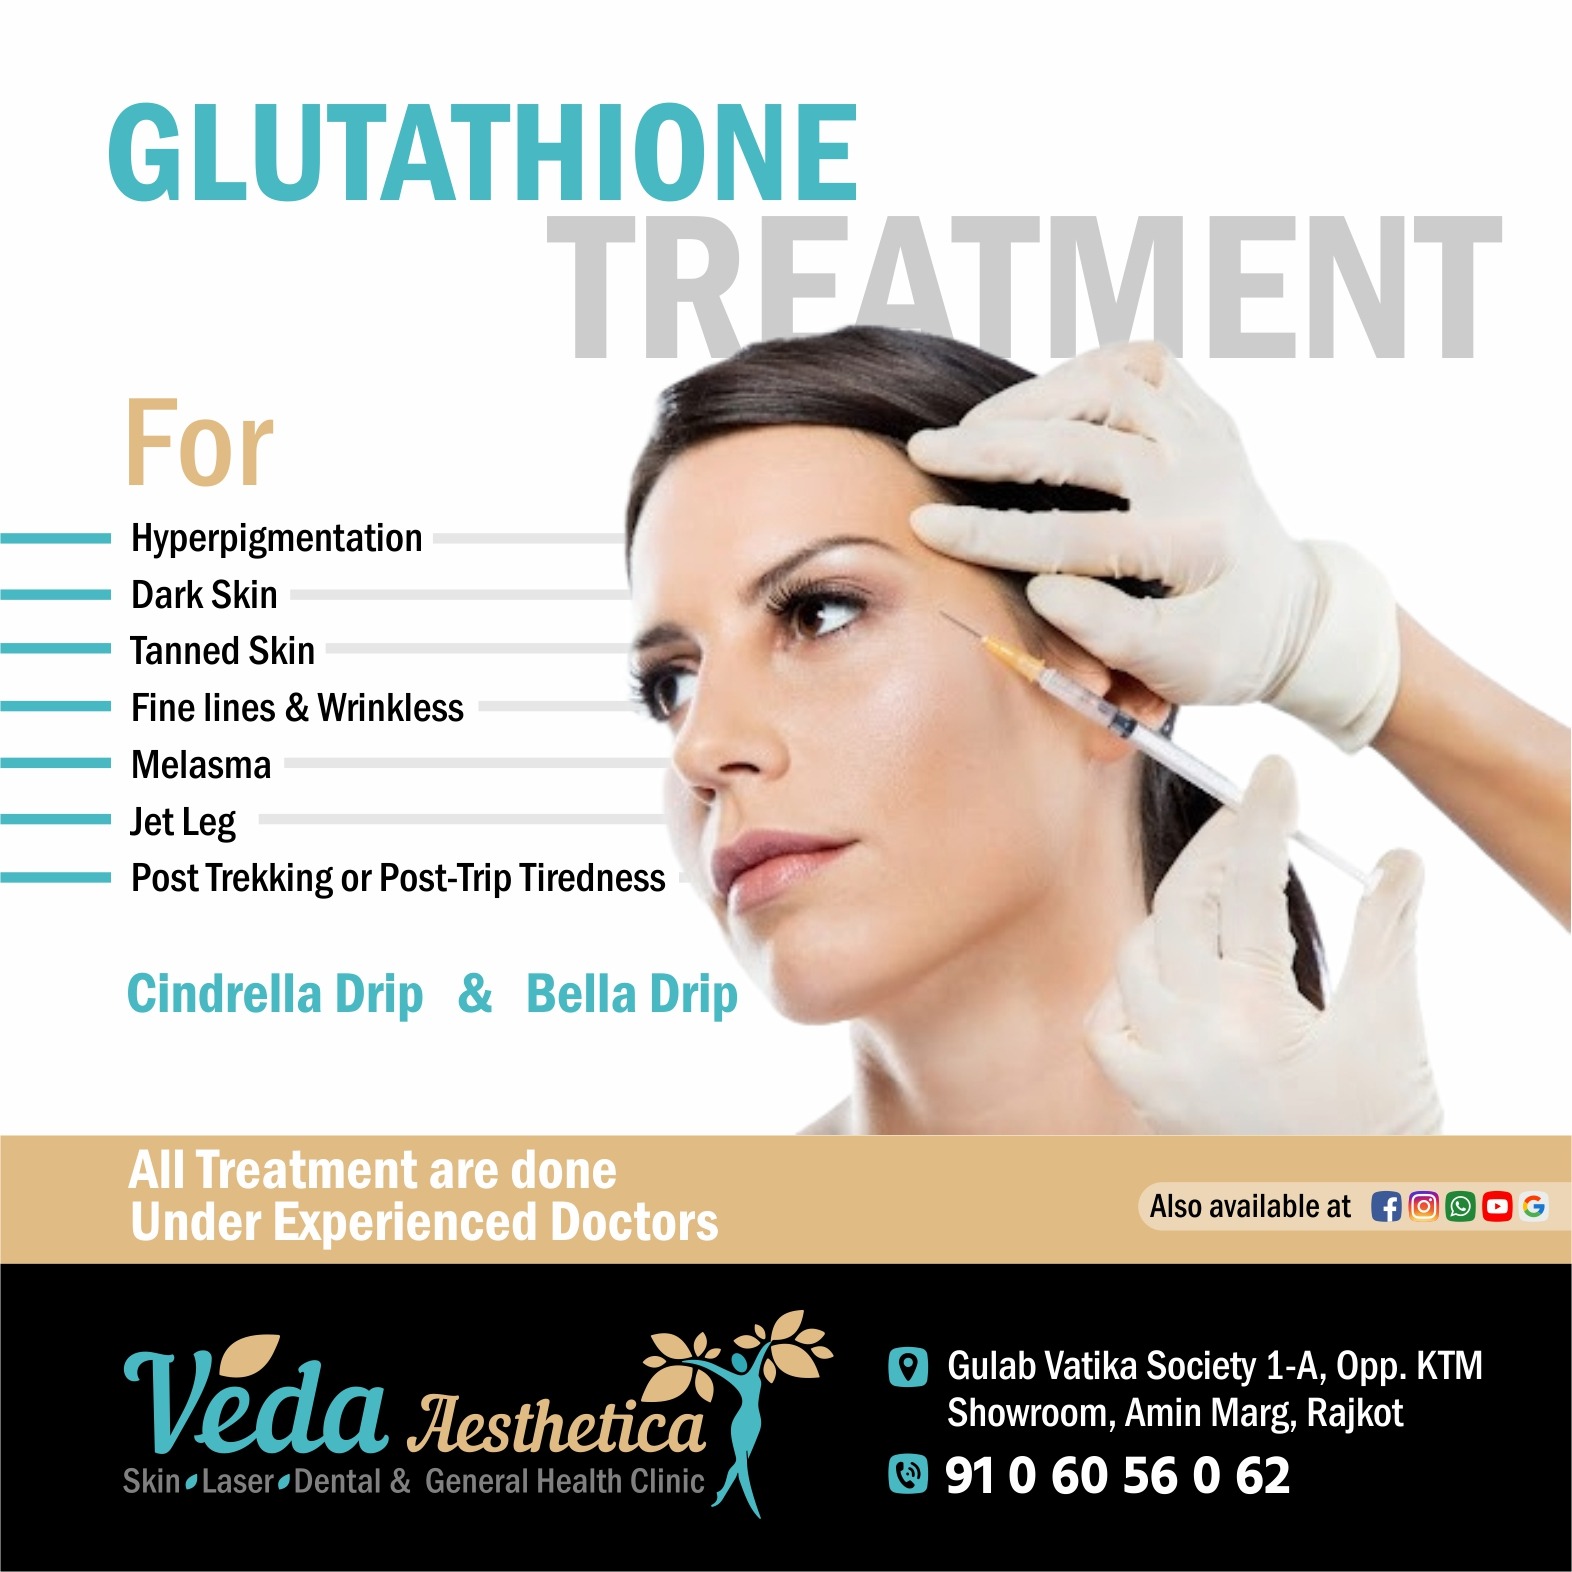 GLUTATHIONE
TREATMENT
For
Hyperpigmentation
Dark Skin
Tanned Skin
Fine lines & Wrinkless
Melasma
Jet Leg
Post Trekking or Post-Trip Tiredness
Cindrella Drip & Bella Drip
All Treatment are done
Under Experienced Doctors
Also available at
Veda Aesthetica
Skin Laser Dental & General Health Clinic
Gulab Vatika Society 1-A, Opp. KTM
Showroom, Amin Marg, Rajkot
91 0 60 56 0 62